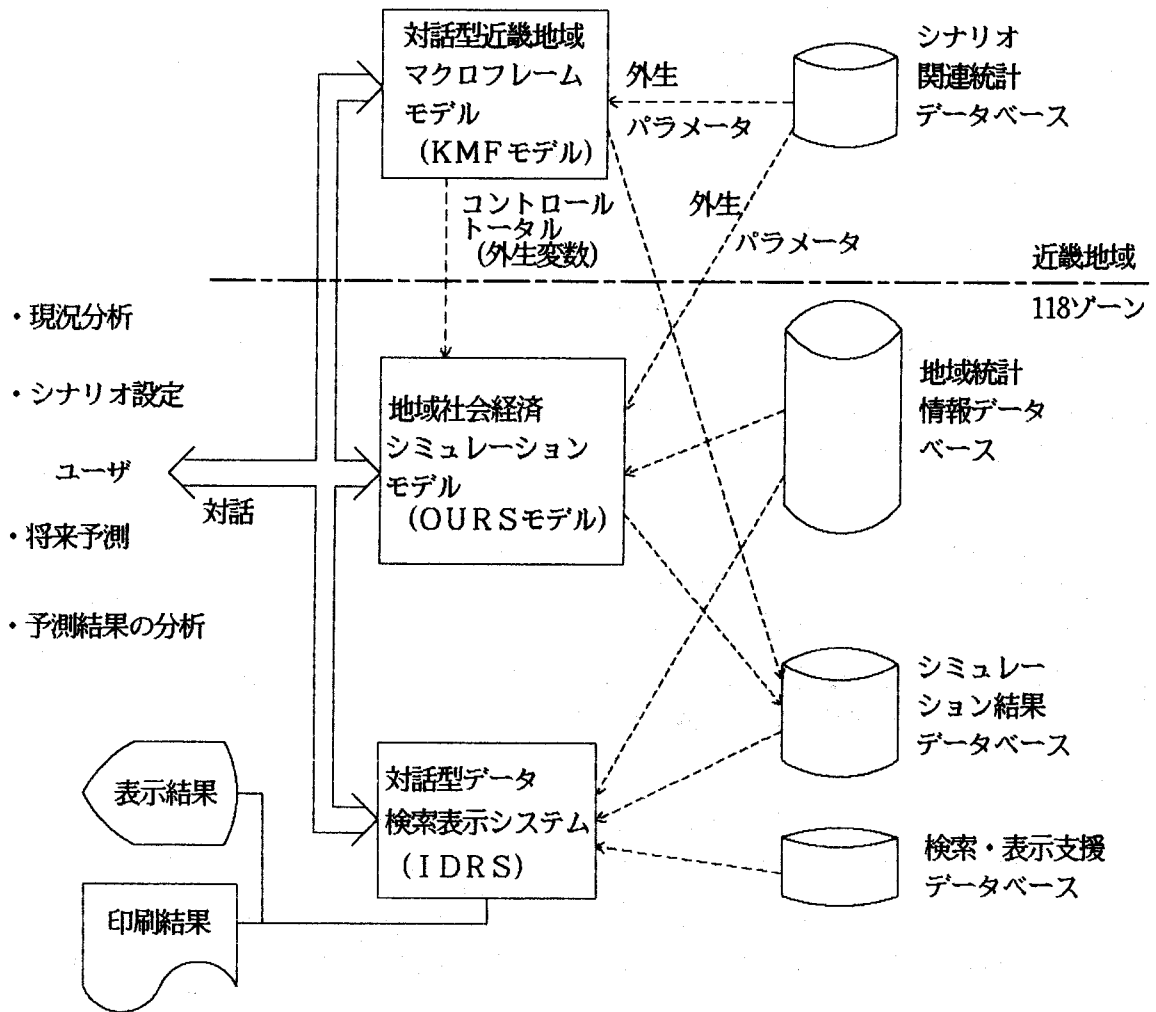 対話型近畿地域
マクロフレーム
モデル
(KMFモデル)
外生
パラメータ
シナリオ
関連統計
データベース
コントロール
トータル
(外生変数)
外生
パラメータ
近畿地域
118ゾーン
・現況分析
・シナリオ設定
ユーザ
対話
・将来予測
・予測結果の分析
地域社会経済
シミュレーション
モデル
(OURSモデル)
地域統計
情報データ
ベース
シミュレー
ション結果
データベース
対話型データ
検索表示システム
(IDRS)
検索・表示支援
データベース
表示結果
印刷結果